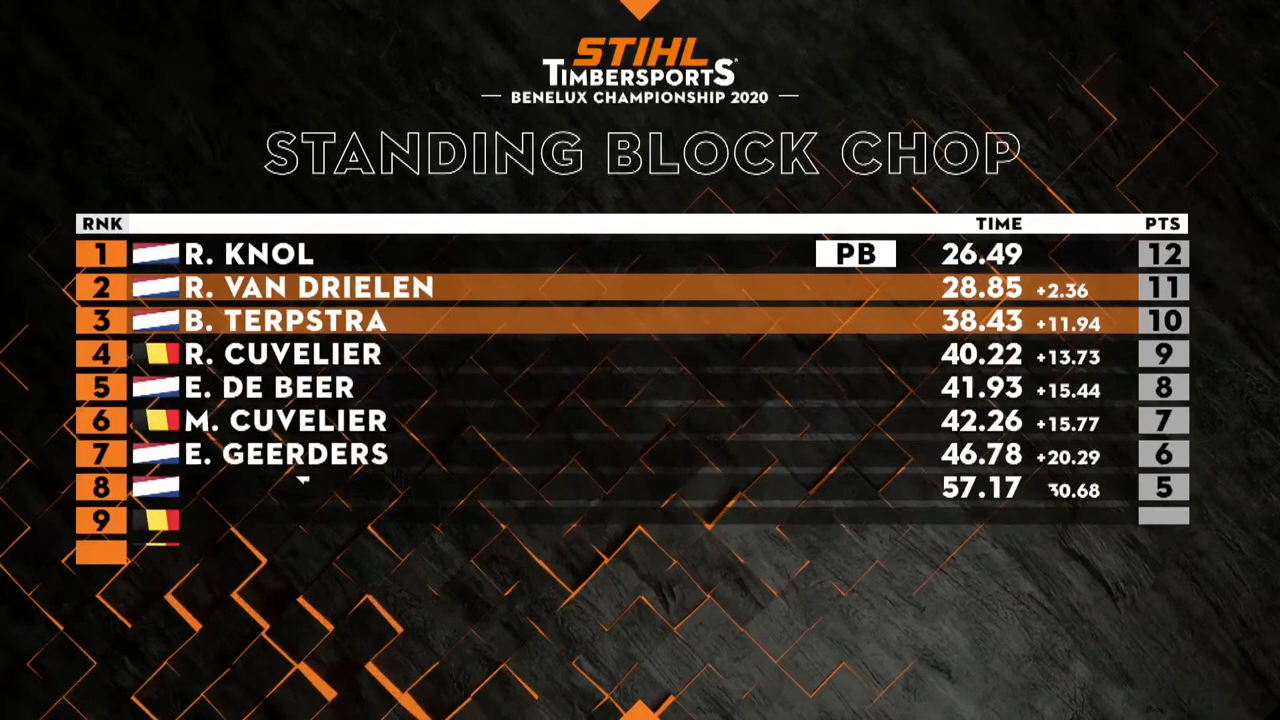 STIHL
TIMBERSPORTS
BENELUX CHAMPIONSHIP 2020
STANDING BLOCK CHOP
RNK TIME PTS
1 R. KNOL PB 26.49 12
2 R. VAN DRIELEN 28.85 +2.36 11
3 B. TERPSTRA 38.43 +11.94 10
4 R. CUVELIER 40.22 +13.73 9
5 E. DE BEER 41.93 +15.44 8
6 M. CUVELIER 42.26 +15.77 7
7 E. GEERDERS 46.78 +20.29 6
8 57.17 30.68 5
9